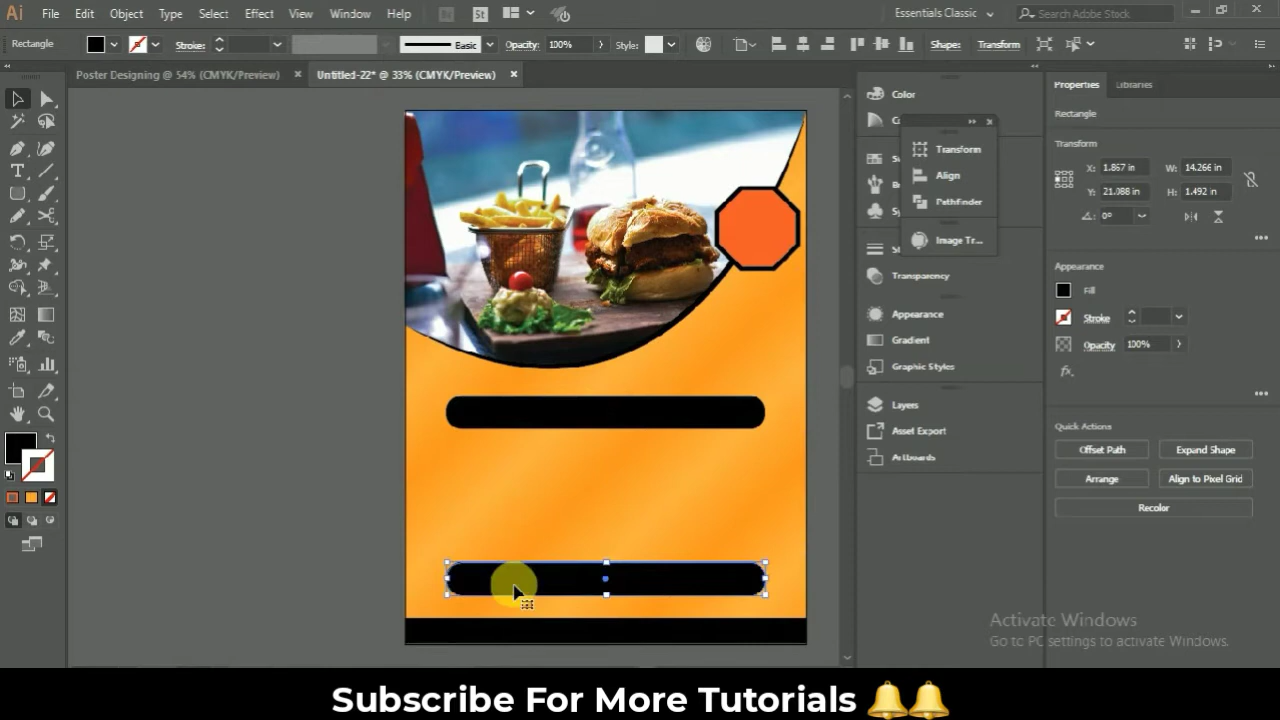 Ai File Edit Object Type Select Effect View Window Help Br St Essentials Classic Search Adobe Stock
Rectangle Stroke: Basic Opacity: 100% Style: Shape: Transform
Poster Designing @ 54% (CMYK/Preview) × Untitled-22* @ 33% (CMYK/Preview) ×
Color
Transform
Align
Pathfinder
Image Tr...
Transparency
Appearance
Gradient
Graphic Styles
Layers
Asset Export
Artboards
Properties Libraries
Rectangle
Transform
X: 1.867 in W: 14.266 in
Y: 21.088 in H: 1.492 in
0°
Appearance
Fill
Stroke
Opacity 100%
fx.
Quick Actions
Offset Path Expand Shape
Arrange Align to Pixel Grid
Recolor
Activate Windows
Go to PC settings to activate Windows.
Subscribe For More Tutorials 🔔🔔